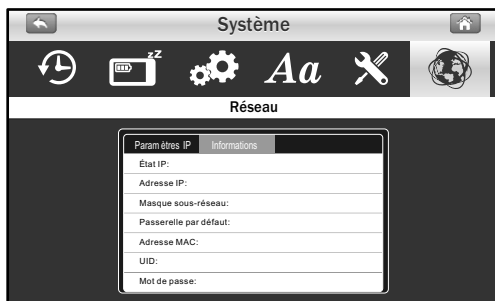 Système
zZ
Aa
Réseau
Param ètres IP Informations
État IP:
Adresse IP:
Masque sous-réseau:
Passerelle par défaut:
Adresse MAC:
UID:
Mot de passe: